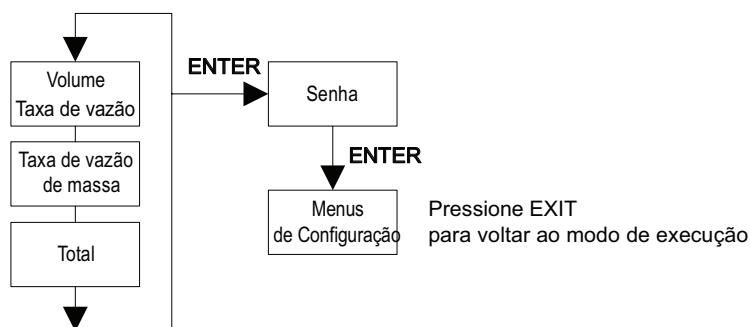 Volume
Taxa de vazão
Taxa de vazão
de massa
Total
ENTER
Senha
ENTER
Menus
de Configuração
Pressione EXIT
para voltar ao modo de execução